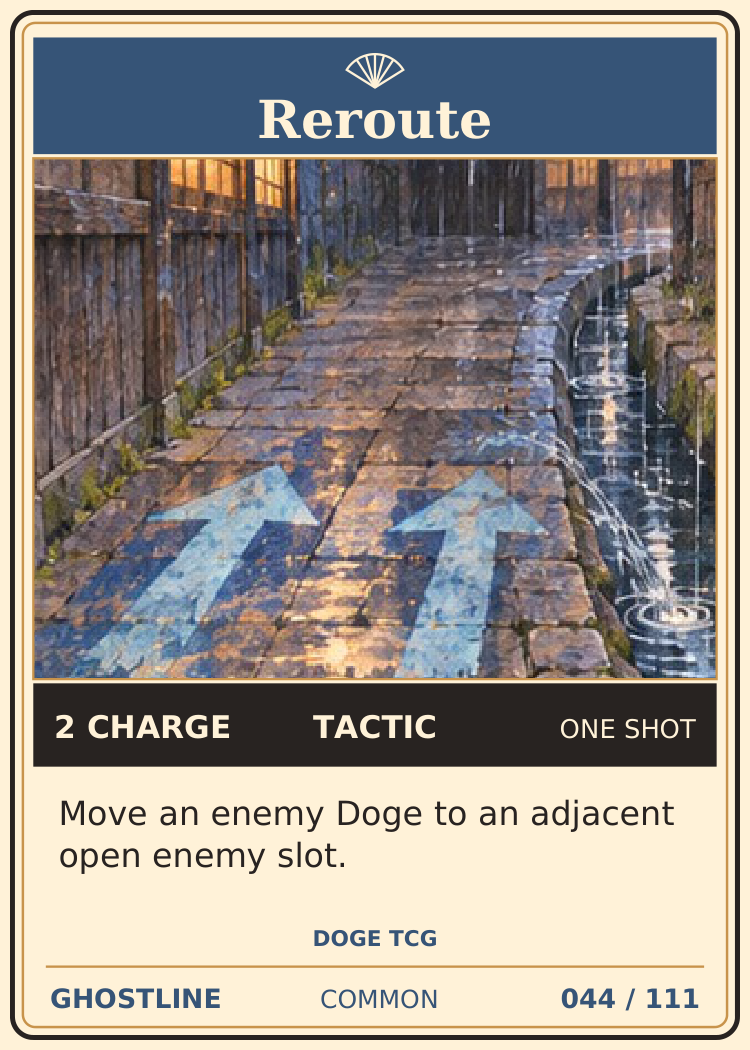 Reroute
2 CHARGE TACTIC ONE SHOT
Move an enemy Doge to an adjacent
open enemy slot.
DOGE TCG
GHOSTLINE COMMON 044 / 111